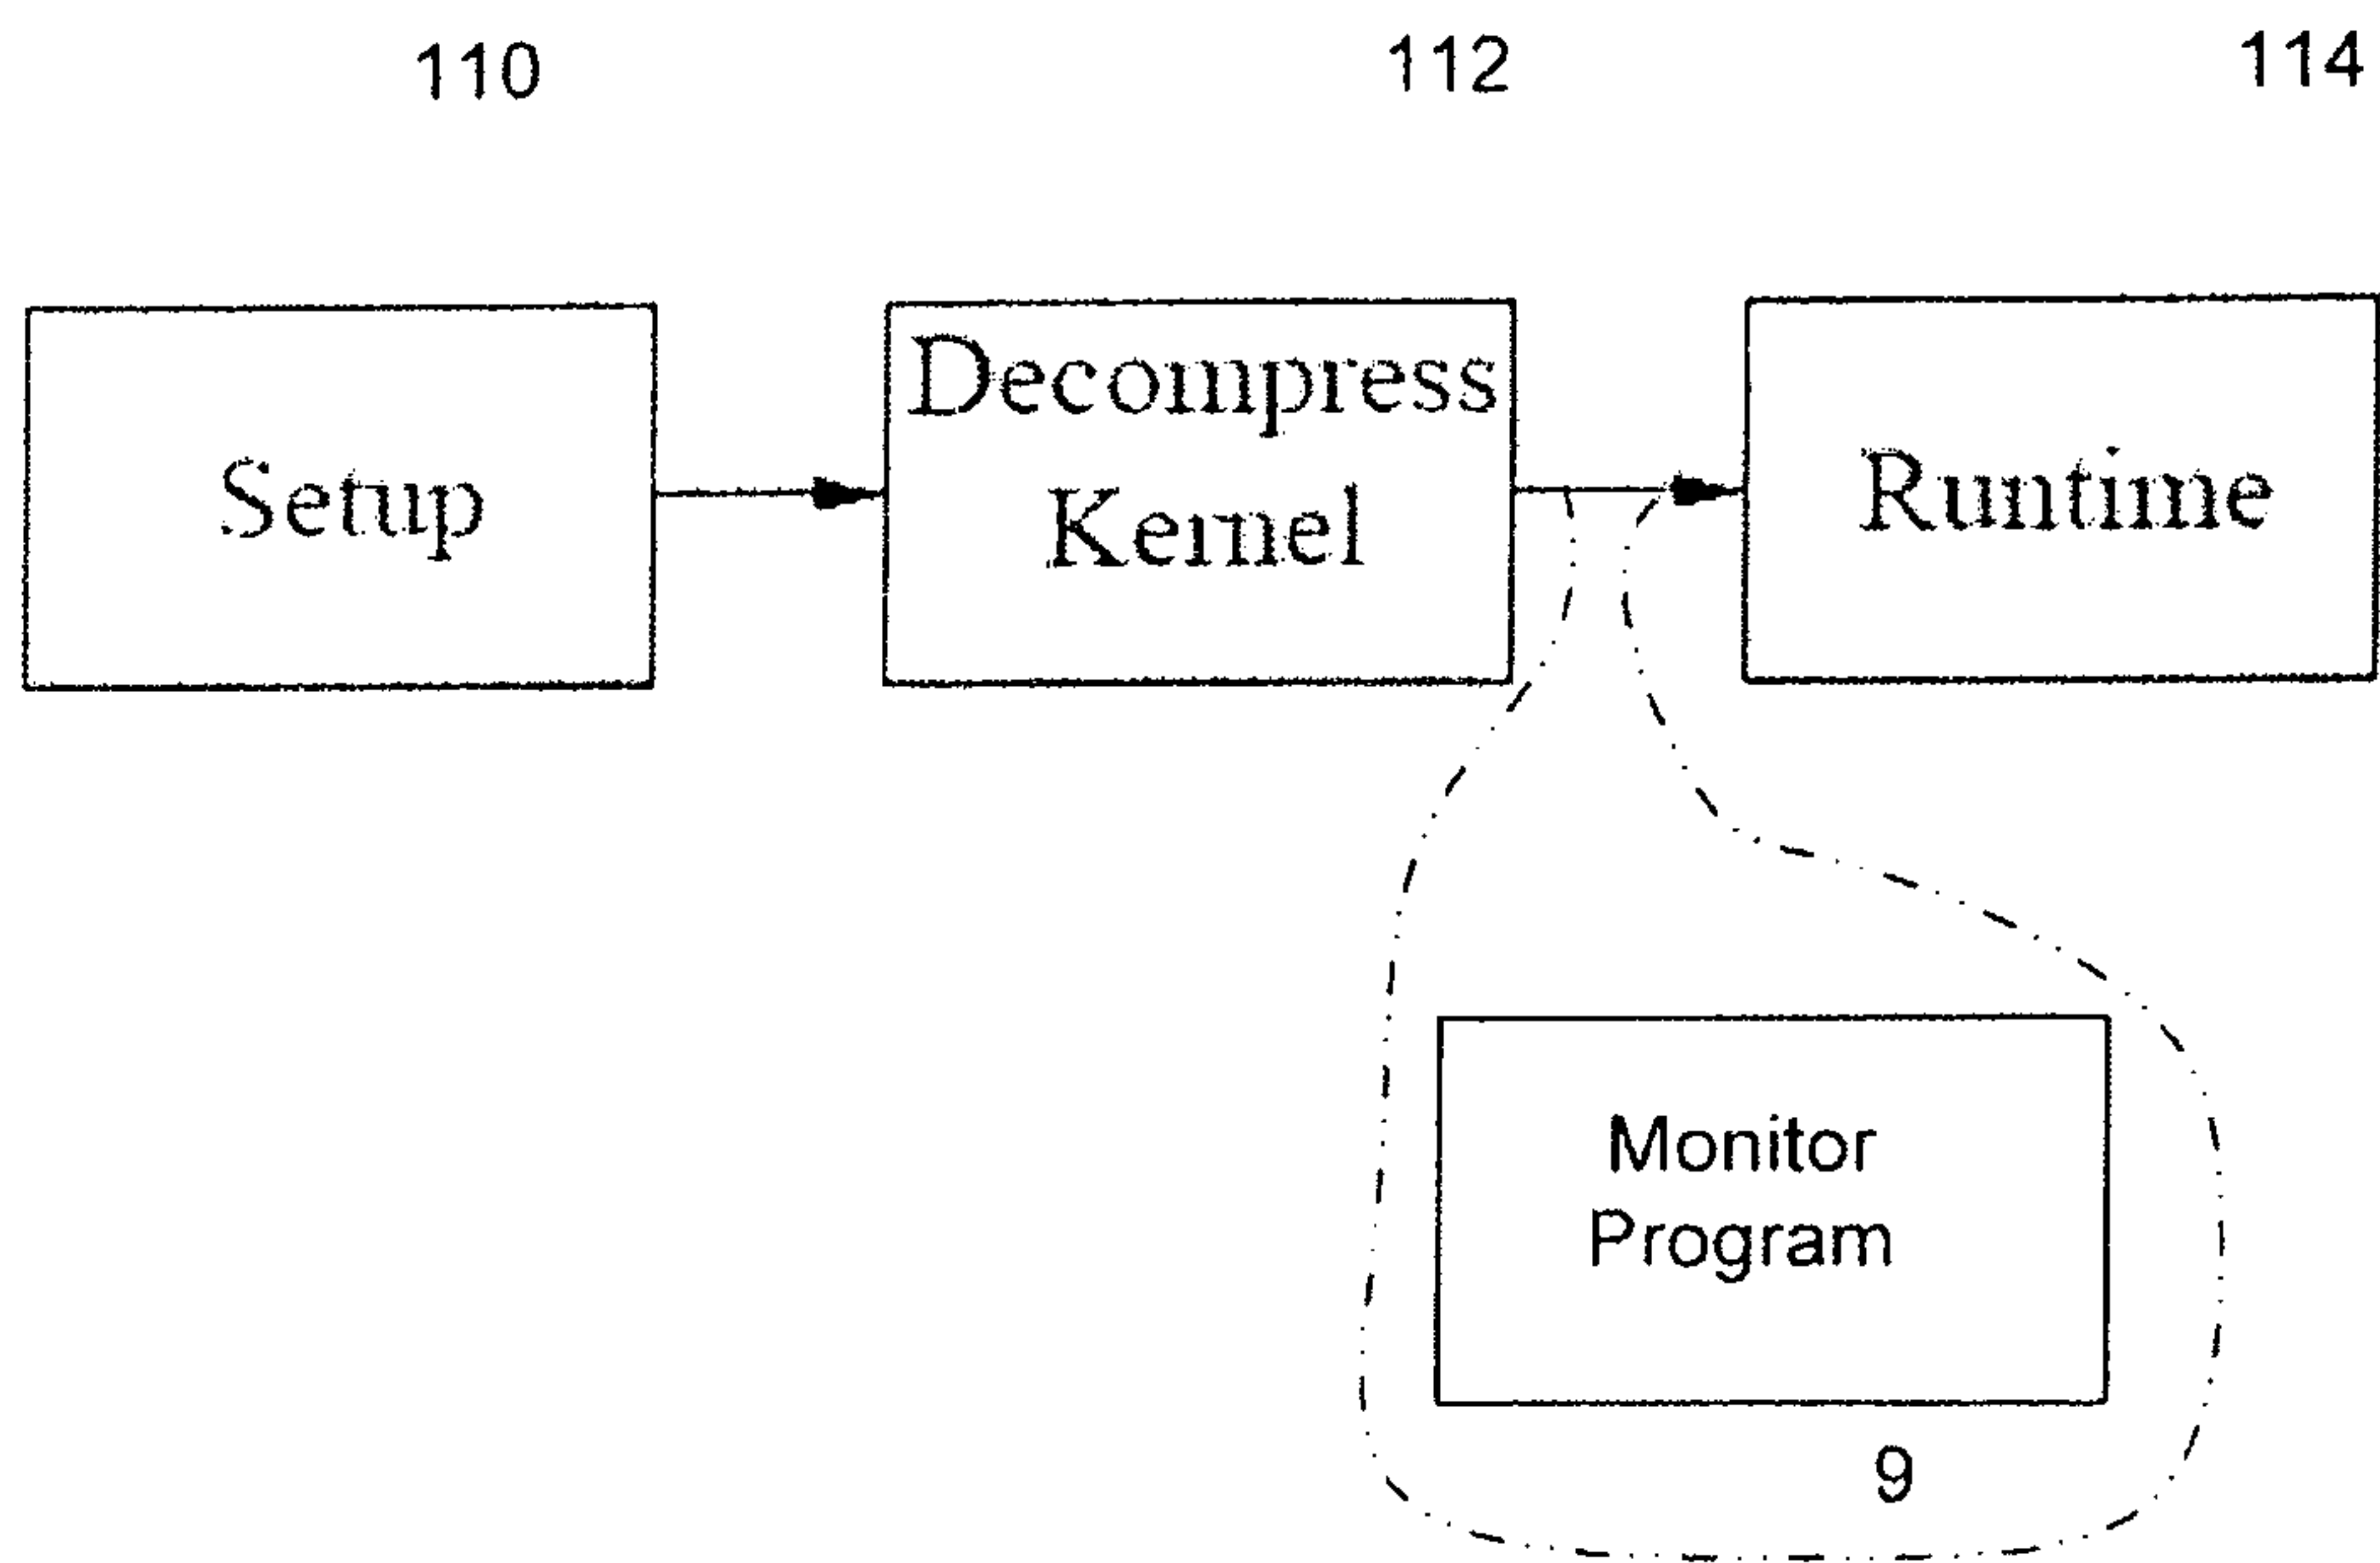 110
112
114
Setup
Decompress
Kernel
Runtime
Monitor
Program
9